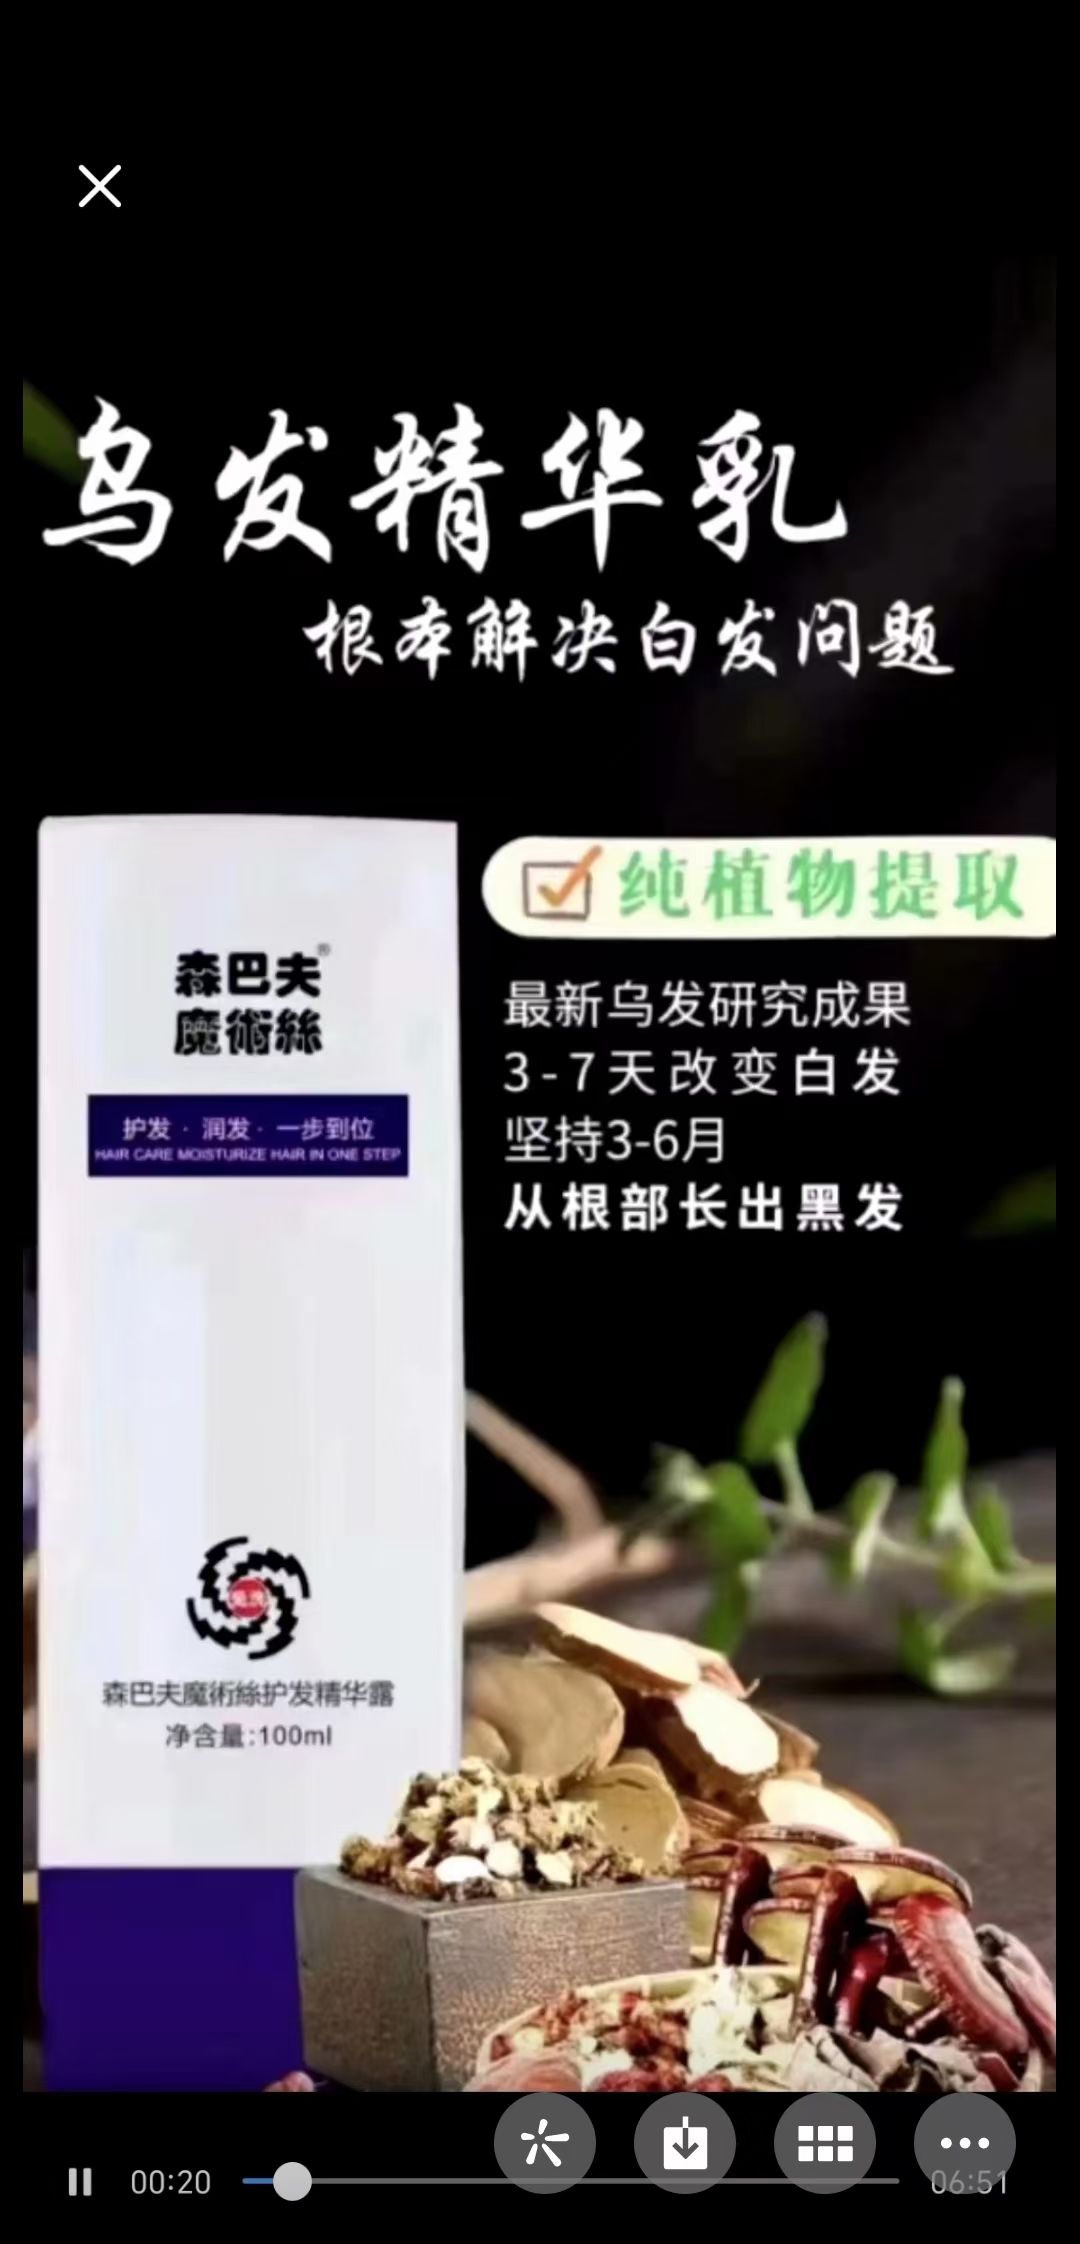 乌发精华乳
根本解决白发问题
纯植物提取
最新乌发研究成果
3-7天改变白发
坚持3-6月
从根部长出黑发
森巴夫®
魔術絲
护发·润发·一步到位
HAIR CARE MOISTURIZE HAIR IN ONE STEP
森巴夫魔術絲护发精华露
净含量:100ml
00:20
06:51